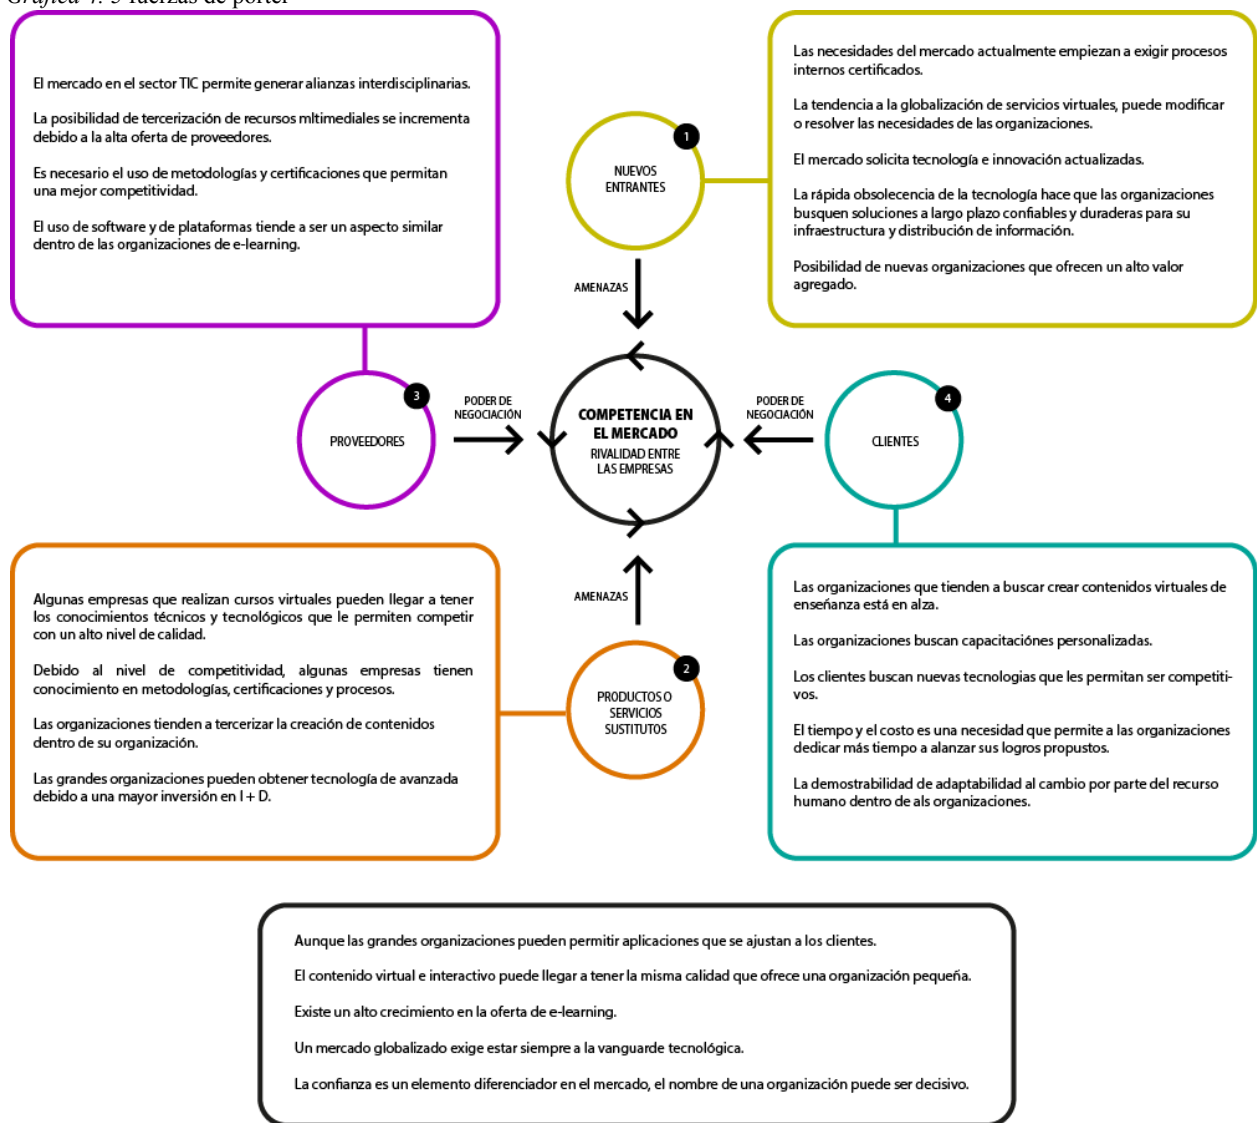 Gráfica 4. 5 fuerzas de porter
El mercado en el sector TIC permite generar alianzas interdisciplinarias.
La posibilidad de tercerización de recursos mltimediales se incrementa
debido a la alta oferta de proveedores.
Es necesario el uso de metodologías y certificaciones que permitan
una mejor competitividad.
El uso de software y de plataformas tiende a ser un aspecto similar
dentro de las organizaciones de e-learning.
Las necesidades del mercado actualmente empiezan a exigir procesos
internos certificados.
La tendencia a la globalización de servicios virtuales, puede modificar
o resolver las necesidades de las organizaciones.
El mercado solicita tecnología e innovación actualizadas.
La rápida obsolecencia de la tecnología hace que las organizaciones
busquen soluciones a largo plazo confiables y duraderas para su
infraestructura y distribución de información.
Posibilidad de nuevas organizaciones que ofrecen un alto valor
agregado.
1
NUEVOS
ENTRANTES
AMENAZAS
3
PROVEEDORES
PODER DE
NEGOCIACIÓN
COMPETENCIA EN
EL MERCADO
RIVALIDAD ENTRE
LAS EMPRESAS
PODER DE
NEGOCIACIÓN
4
CLIENTES
AMENAZAS
2
PRODUCTOS O
SERVICIOS
SUSTITUTOS
Algunas empresas que realizan cursos virtuales pueden llegar a tener
los conocimientos técnicos y tecnológicos que le permiten competir
con un alto nivel de calidad.
Debido al nivel de competitividad, algunas empresas tienen
conocimiento en metodologías, certificaciones y procesos.
Las organizaciones tienden a tercerizar la creación de contenidos
dentro de su organización.
Las grandes organizaciones pueden obtener tecnología de avanzada
debido a una mayor inversión en I + D.
Las organizaciones que tienden a buscar crear contenidos virtuales de
enseñanza está en alza.
Las organizaciones buscan capacitaciónes personalizadas.
Los clientes buscan nuevas tecnologias que les permitan ser competiti-
vos.
El tiempo y el costo es una necesidad que permite a las organizaciones
dedicar más tiempo a alanzar sus logros propustos.
La demostrabilidad de adaptabilidad al cambio por parte del recurso
humano dentro de als organizaciones.
Aunque las grandes organizaciones pueden permitir aplicaciones que se ajustan a los clientes.
El contenido virtual e interactivo puede llegar a tener la misma calidad que ofrece una organización pequeña.
Existe un alto crecimiento en la oferta de e-learning.
Un mercado globalizado exige estar siempre a la vanguarde tecnológica.
La confianza es un elemento diferenciador en el mercado, el nombre de una organización puede ser decisivo.